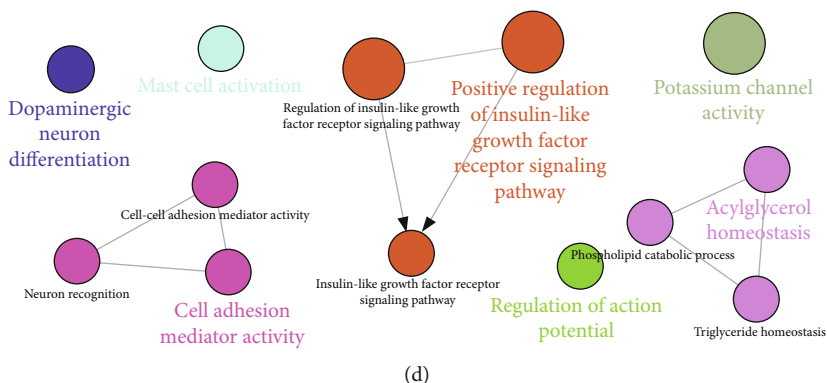 Dopaminergic
neuron
differentiation
Mast cell activation
Regulation of insulin-like growth
factor receptor signaling pathway
Positive regulation
of insulin-like
growth factor
receptor signaling
pathway
Potassium channel
activity
Cell-cell adhesion mediator activity
Neuron recognition
Cell adhesion
mediator activity
Insulin-like growth factor receptor
signaling pathway
Acylglycerol
homeostasis
Phospholipid catabolic process
Regulation of action
potential
Triglyceride homeostasis
(d)